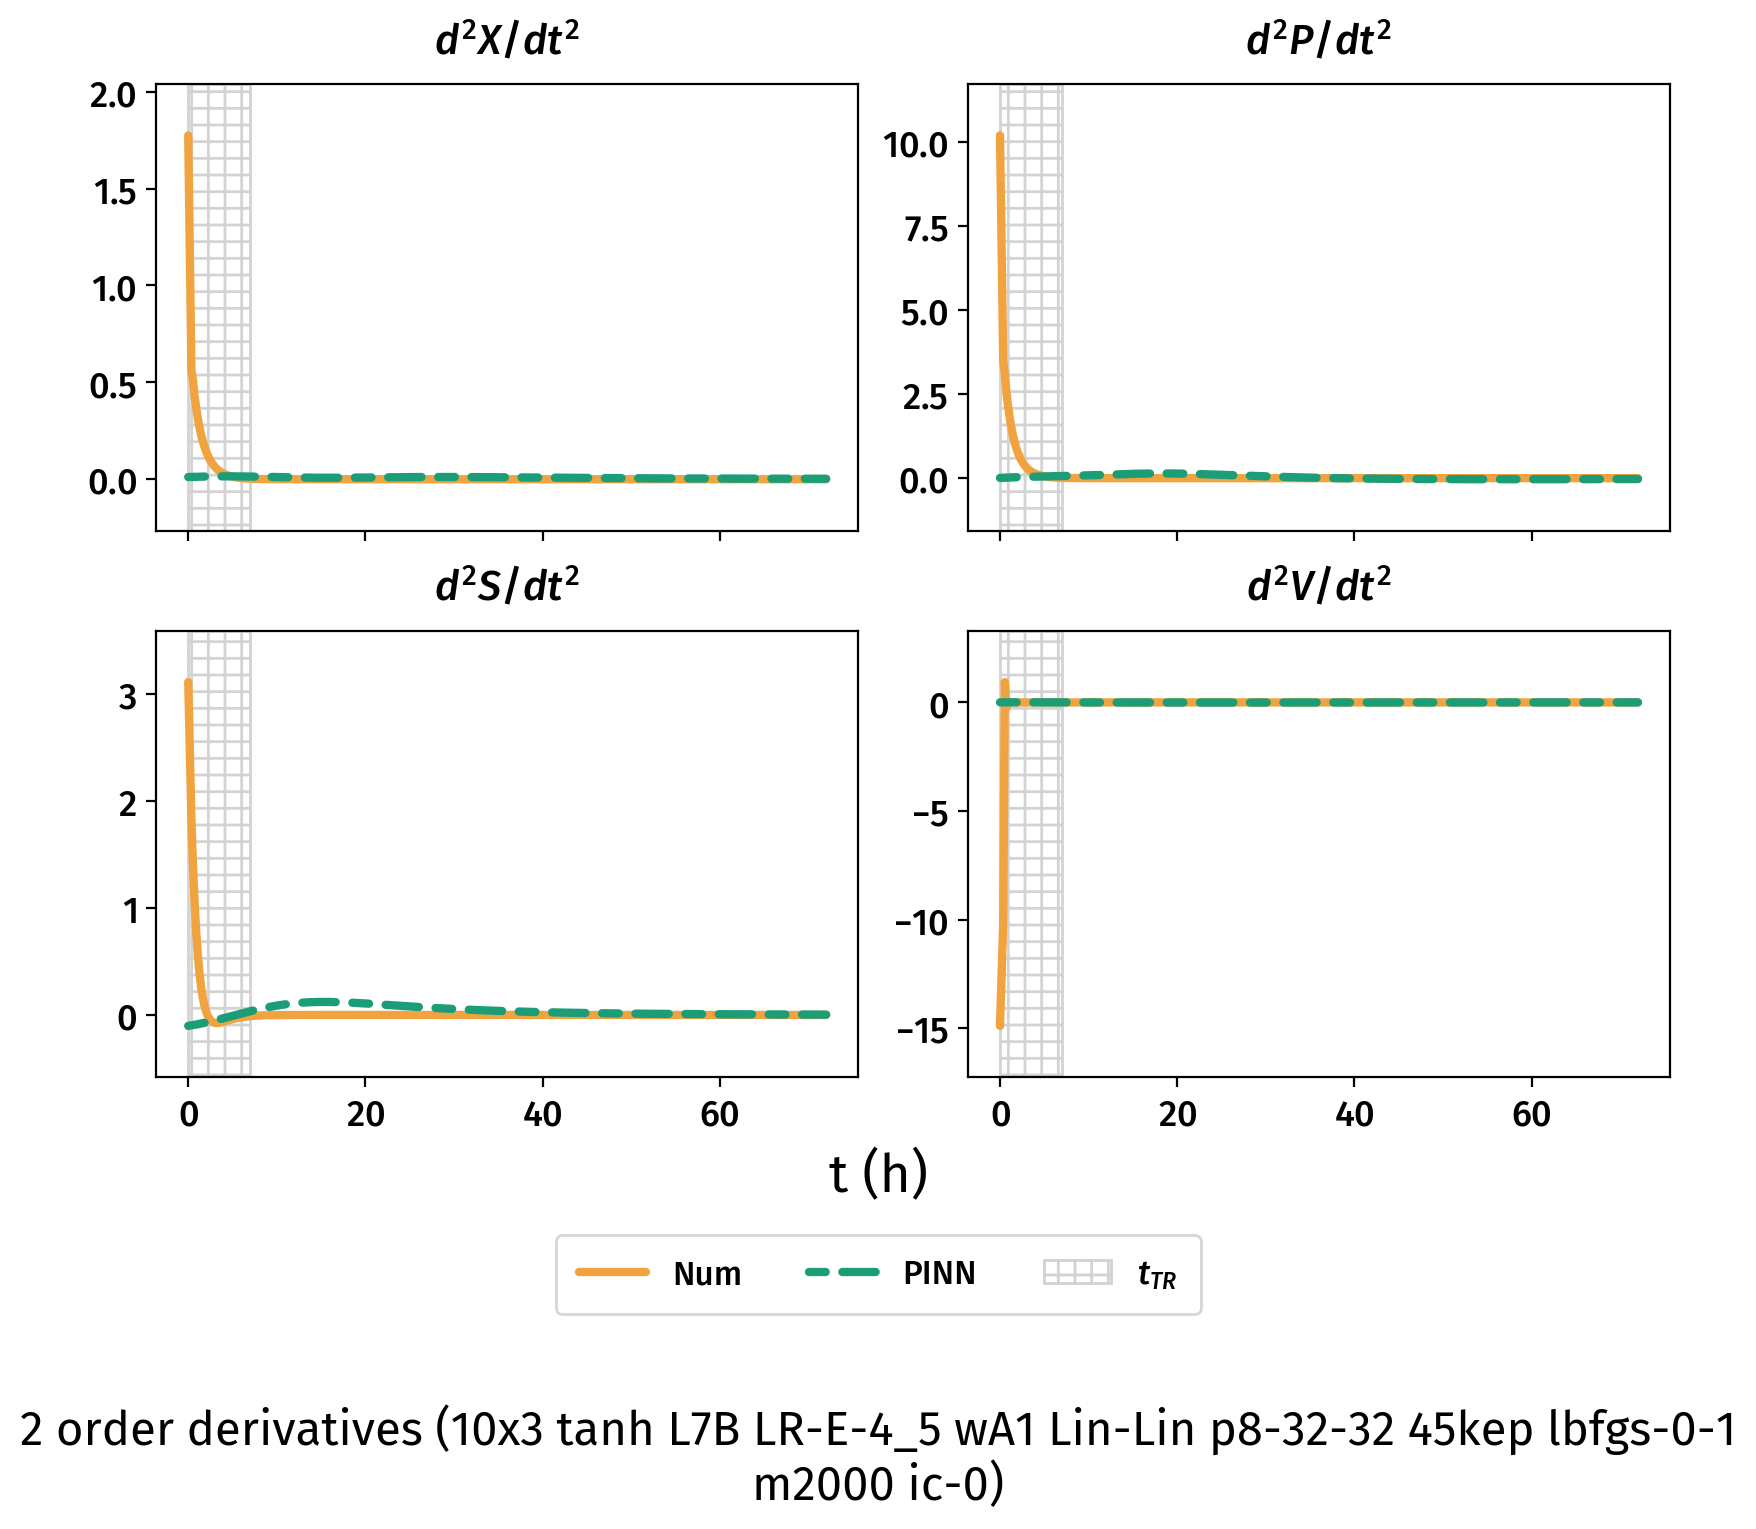 d²X/dt²
d²P/dt²
2.0
1.5
1.0
0.5
0.0
10.0
7.5
5.0
2.5
0.0
d²S/dt²
d²V/dt²
3
2
1
0
0
−5
−10
−15
0 20 40 60
0 20 40 60
t (h)
Num PINN t_TR
2 order derivatives (10x3 tanh L7B LR-E-4_5 wA1 Lin-Lin p8-32-32 45kep lbfgs-0-1
m2000 ic-0)